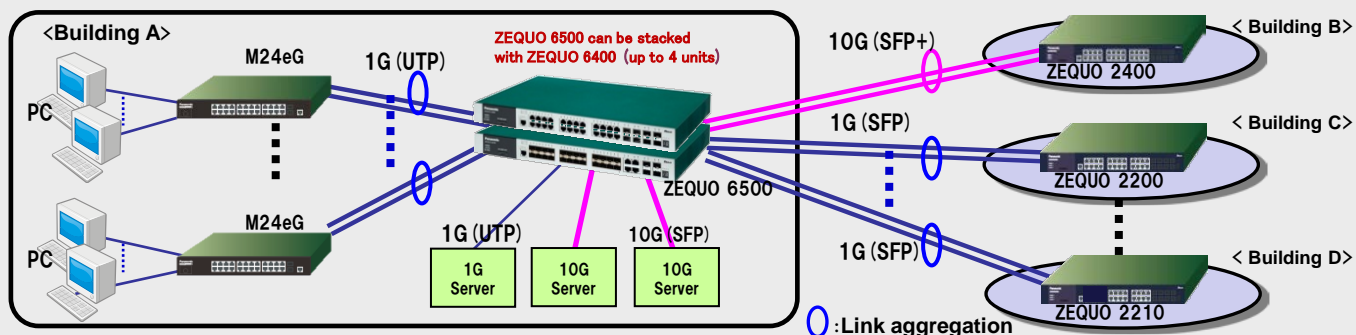 <Building A>
ZEQUO 6500 can be stacked
with ZEQUO 6400 (up to 4 units)
M24eG
1G (UTP)
PC
M24eG
PC
ZEQUO 6500
1G (UTP)
10G (SFP)
1G
Server
10G
Server
10G
Server
10G (SFP+)
< Building B>
ZEQUO 2400
1G (SFP)
< Building C>
ZEQUO 2200
1G (SFP)
< Building D>
ZEQUO 2210
:Link aggregation